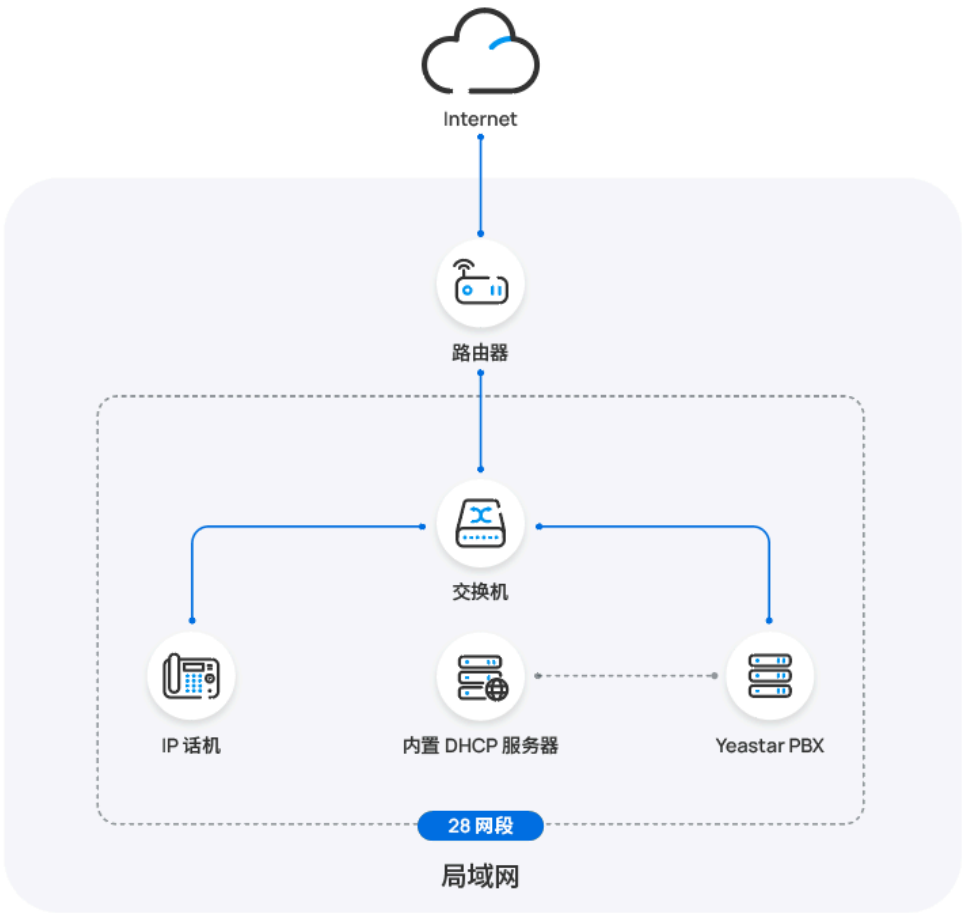 Internet
路由器
交换机
IP 话机
内置 DHCP 服务器
Yeastar PBX
28 网段
局域网